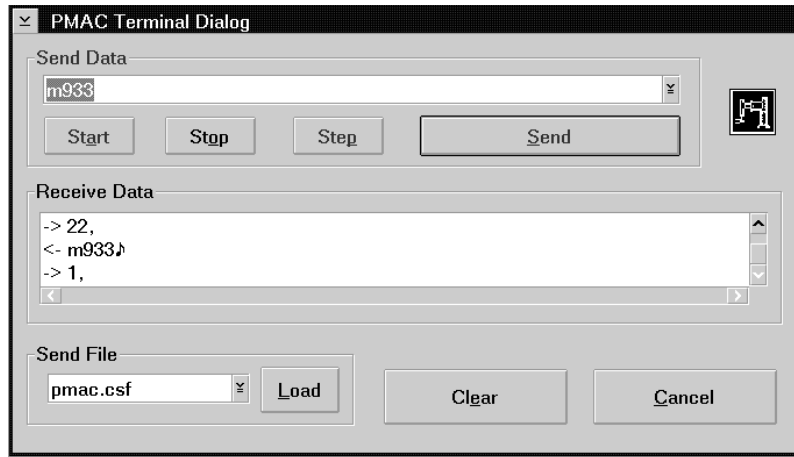 PMAC Terminal Dialog
Send Data
m933
Start Stop Step Send
Receive Data
-> 22,
<- m933♪
-> 1,
Send File
pmac.csf Load Clear Cancel